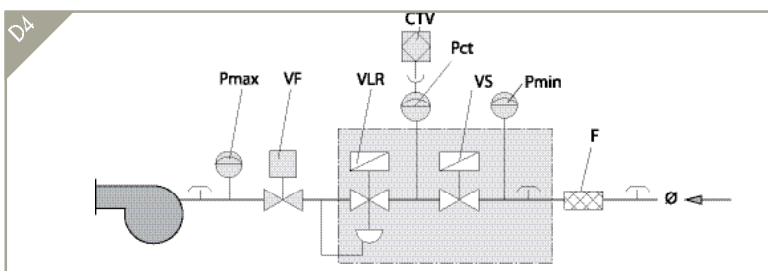 D4
CTV
Pct
Pmax VF VLR VS Pmin
F
Ø